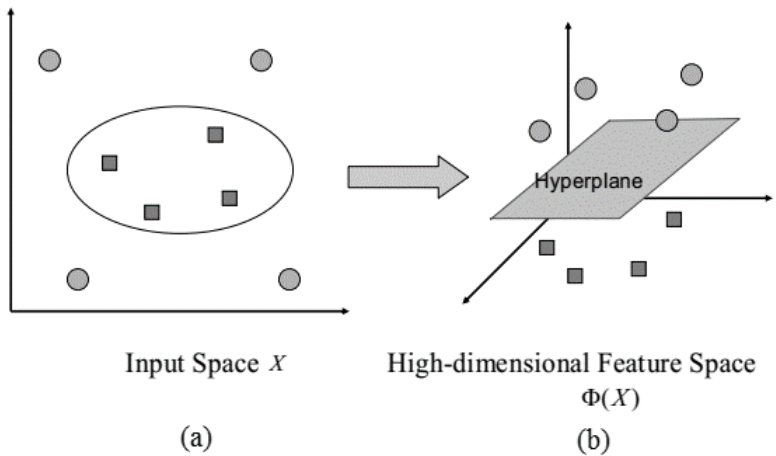 Hyperplane
Input Space X
High-dimensional Feature Space
Φ(X)
(a)
(b)